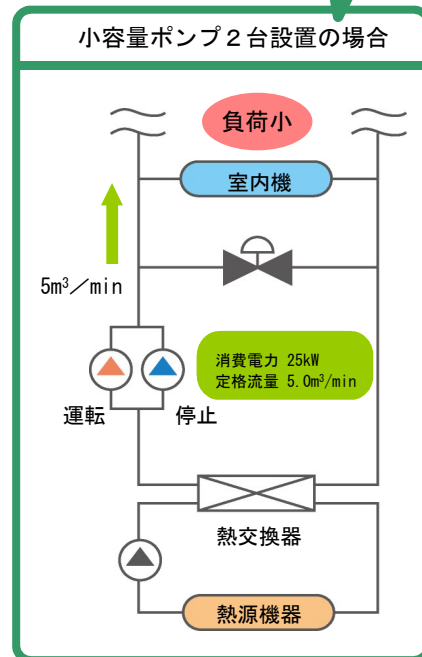 小容量ポンプ２台設置の場合
負荷小
室内機
5m³／min
消費電力 25kW
定格流量 5.0m³/min
運転
停止
熱交換器
熱源機器